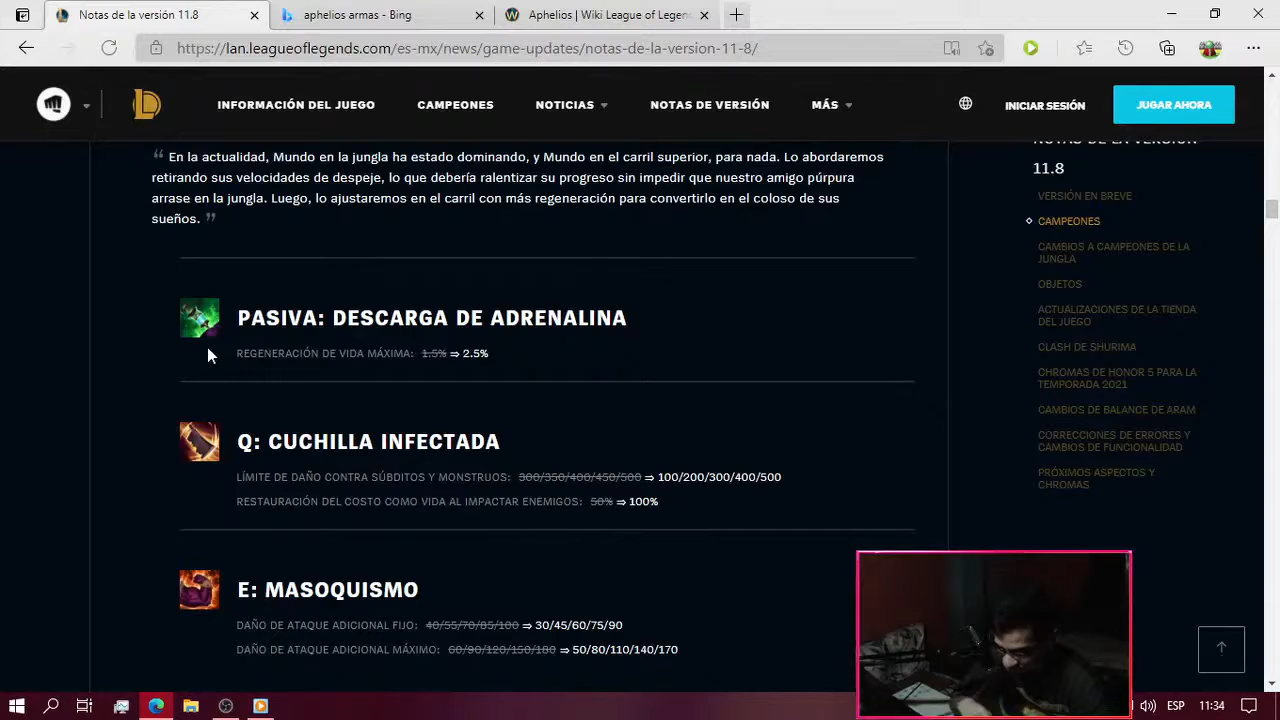 Notas de la versión 11.8
aphelios armas - Bing
Aphelios | Wiki League of Legen
https://lan.leagueoflegends.com/es-mx/news/game-updates/notas-de-la-version-11-8/
INFORMACIÓN DEL JUEGO
CAMPEONES
NOTICIAS
NOTAS DE VERSIÓN
MÁS
INICIAR SESIÓN
JUGAR AHORA
“ En la actualidad, Mundo en la jungla ha estado dominando, y Mundo en el carril superior, para nada. Lo abordaremos
retirando sus velocidades de despeje, lo que debería ralentizar su progreso sin impedir que nuestro amigo púrpura
arrase en la jungla. Luego, lo ajustaremos en el carril con más regeneración para convertirlo en el coloso de sus
sueños. ”
PASIVA: DESCARGA DE ADRENALINA
REGENERACIÓN DE VIDA MÁXIMA: 1.5% ⇒ 2.5%
Q: CUCHILLA INFECTADA
LÍMITE DE DAÑO CONTRA SÚBDITOS Y MONSTRUOS: 300/350/400/450/500 ⇒ 100/200/300/400/500
RESTAURACIÓN DEL COSTO COMO VIDA AL IMPACTAR ENEMIGOS: 50% ⇒ 100%
E: MASOQUISMO
DAÑO DE ATAQUE ADICIONAL FIJO: 40/55/70/85/100 ⇒ 30/45/60/75/90
DAÑO DE ATAQUE ADICIONAL MÁXIMO: 60/90/120/150/180 ⇒ 50/80/110/140/170
NOTAS DE LA VERSIÓN
11.8
VERSIÓN EN BREVE
CAMPEONES
CAMBIOS A CAMPEONES DE LA
JUNGLA
OBJETOS
ACTUALIZACIONES DE LA TIENDA
DEL JUEGO
CLASH DE SHURIMA
CHROMAS DE HONOR 5 PARA LA
TEMPORADA 2021
CAMBIOS DE BALANCE DE ARAM
CORRECCIONES DE ERRORES Y
CAMBIOS DE FUNCIONALIDAD
PRÓXIMOS ASPECTOS Y
CHROMAS
ESP
11:34